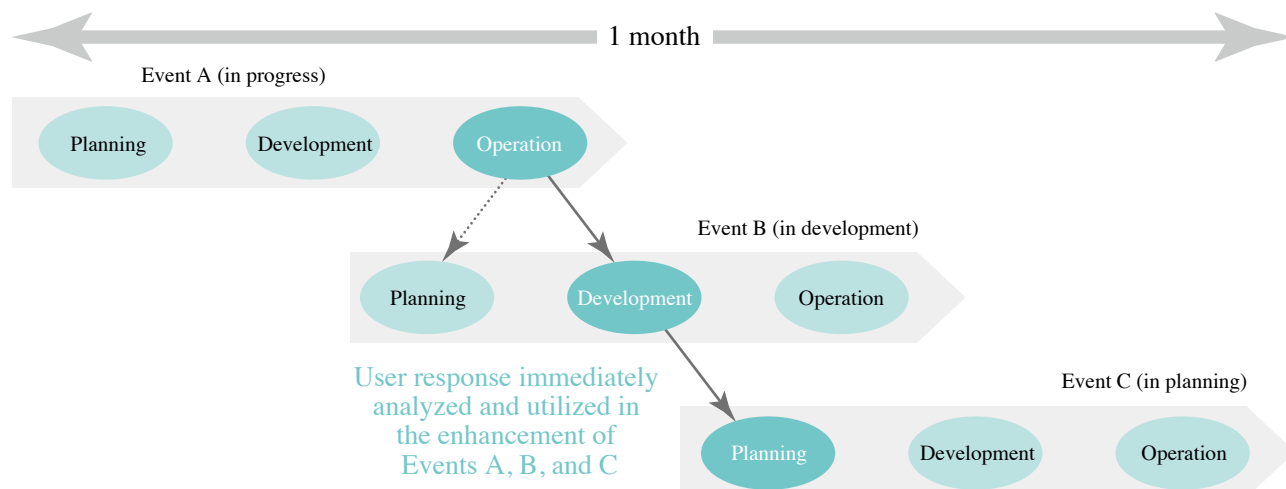 1 month
Event A (in progress)
Planning
Development
Operation
Event B (in development)
Planning
Development
Operation
User response immediately
analyzed and utilized in
the enhancement of
Events A, B, and C
Event C (in planning)
Planning
Development
Operation